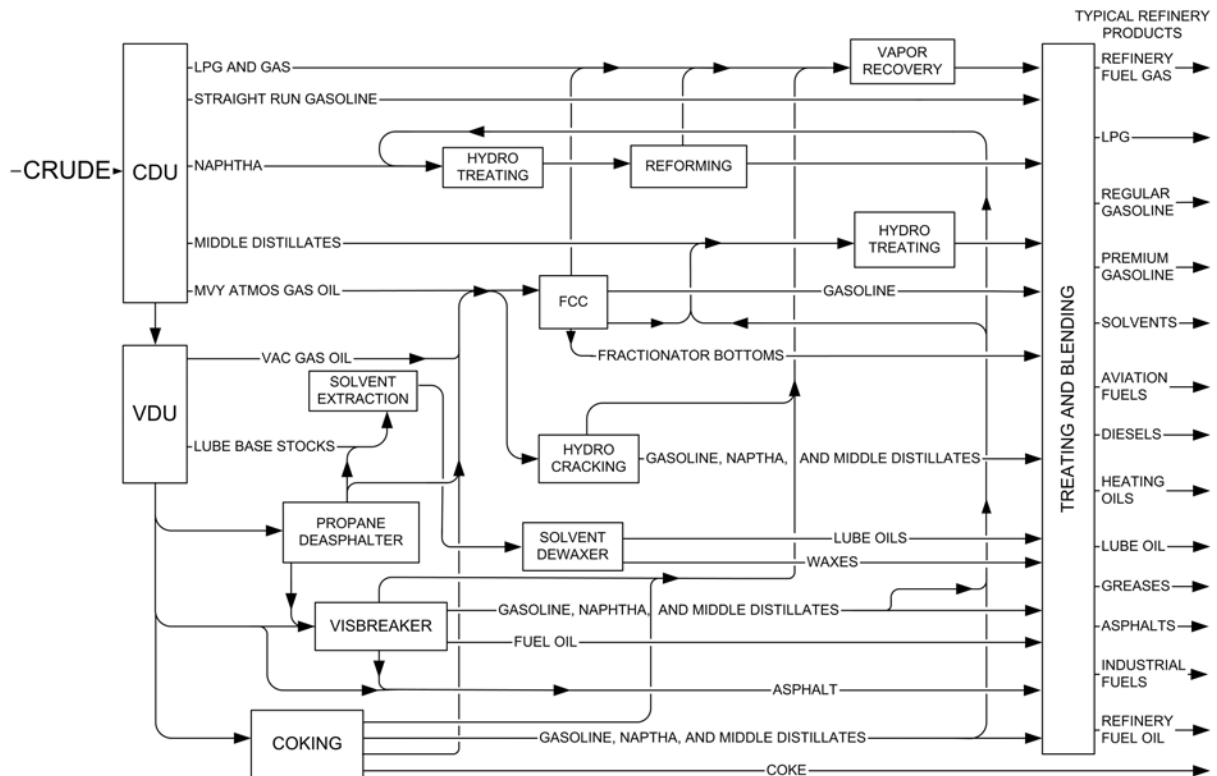 TYPICAL REFINERY
PRODUCTS
CDU
LPG AND GAS
VAPOR
RECOVERY
REFINERY
FUEL GAS
STRAIGHT RUN GASOLINE
LPG
CRUDE
NAPHTHA
HYDRO
TREATING
REFORMING
REGULAR
GASOLINE
MIDDLE DISTILLATES
HYDRO
TREATING
PREMIUM
GASOLINE
MVY ATMOS GAS OIL
FCC
GASOLINE
SOLVENTS
VAC GAS OIL
FRACTIONATOR BOTTOMS
TREATING AND BLENDING
VDU
SOLVENT
EXTRACTION
AVIATION
FUELS
LUBE BASE STOCKS
HYDRO
CRACKING
GASOLINE, NAPTHA, AND MIDDLE DISTILLATES
DIESELS
HEATING
OILS
PROPANE
DEASPHALTER
SOLVENT
DEWAXER
LUBE OILS
WAXES
LUBE OIL
GREASES
VISBREAKER
GASOLINE, NAPHTHA, AND MIDDLE DISTILLATES
FUEL OIL
ASPHALTS
ASPHALT
INDUSTRIAL
FUELS
COKING
GASOLINE, NAPTHA, AND MIDDLE DISTILLATES
REFINERY
FUEL OIL
COKE